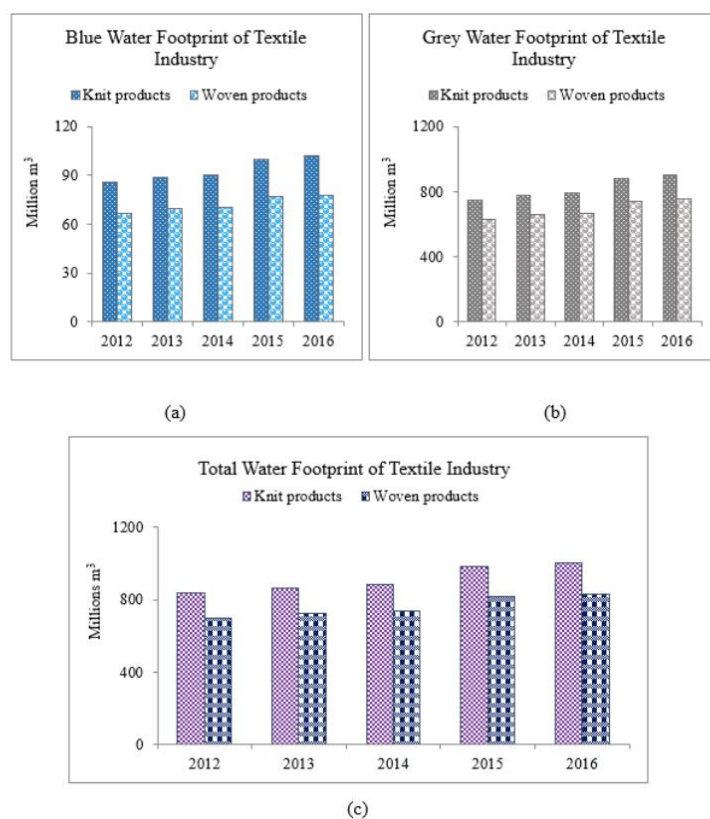 Blue Water Footprint of Textile
Industry
Knit products Woven products
Million m³
120
90
60
30
0
2012 2013 2014 2015 2016
(a)
Grey Water Footprint of Textile
Industry
Knit products Woven products
Million m³
1200
800
400
0
2012 2013 2014 2015 2016
(b)
Total Water Footprint of Textile Industry
Knit products Woven products
Millions m³
1200
800
400
0
2012 2013 2014 2015 2016
(c)